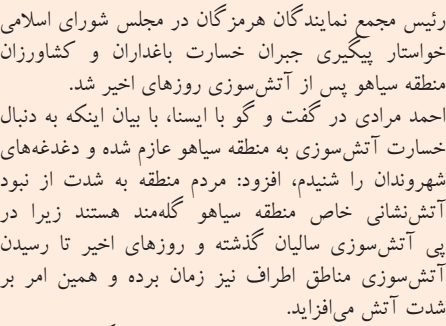 رئیس مجمع نمایندگان هرمزگان در مجلس شورای اسلامی
خواستار پیگیری جبران خسارت باغداران و کشاورزان
منطقه سیاهو پس از آتش‌سوزی روزهای اخیر شد.
احمد مرادی در گفت و گو با ایسنا، با بیان اینکه به دنبال
خسارت آتش‌سوزی به منطقه سیاهو عازم شده و دغدغه‌های
شهروندان را شنیدم، افزود: مردم منطقه به شدت از نبود
آتش‌نشانی خاص منطقه سیاهو گله‌مند هستند زیرا در
پی آتش‌سوزی سالیان گذشته و روزهای اخیر تا رسیدن
آتش‌سوزی مناطق اطراف نیز زمان برده و همین امر بر
شدت آتش می‌افزاید.